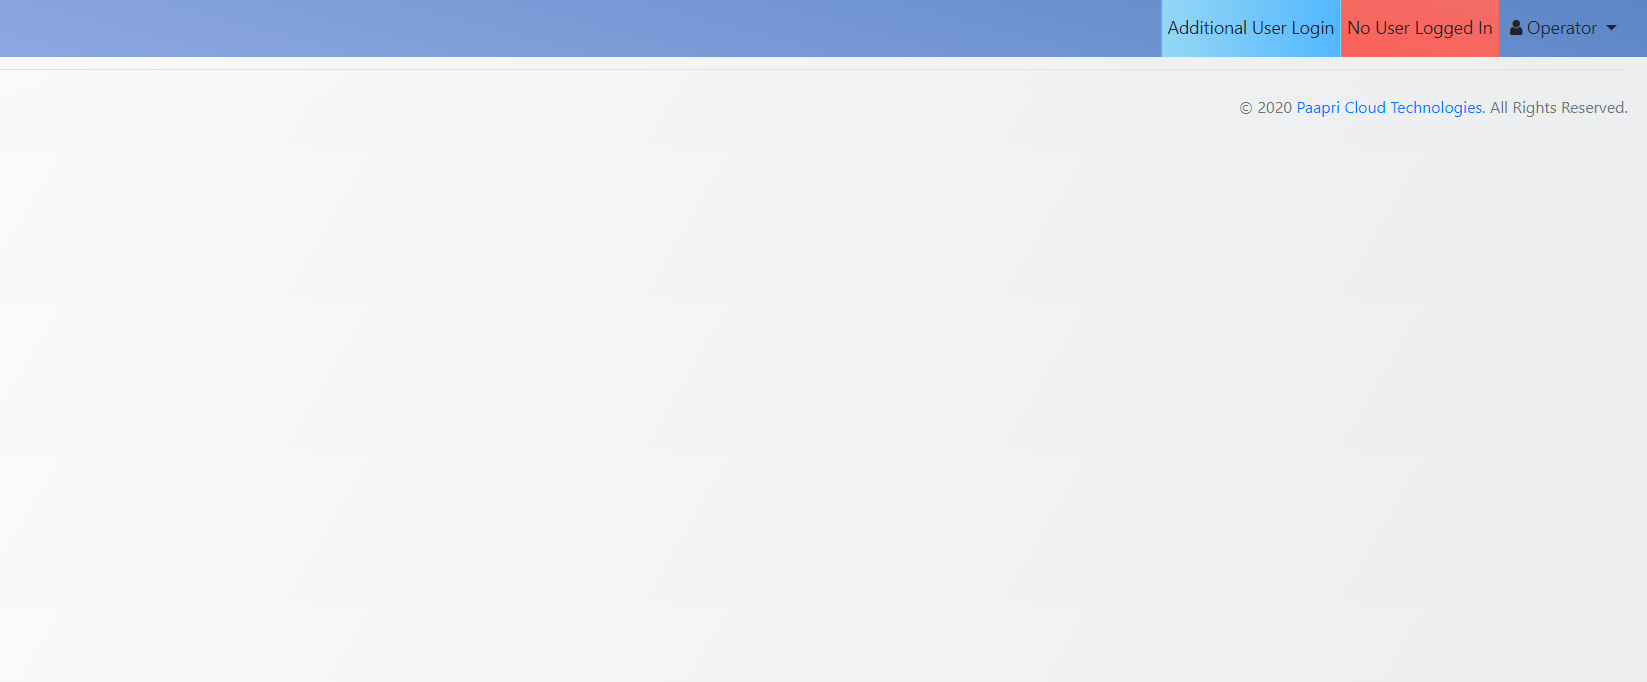 Additional User Login No User Logged In Operator
© 2020 Paapri Cloud Technologies. All Rights Reserved.